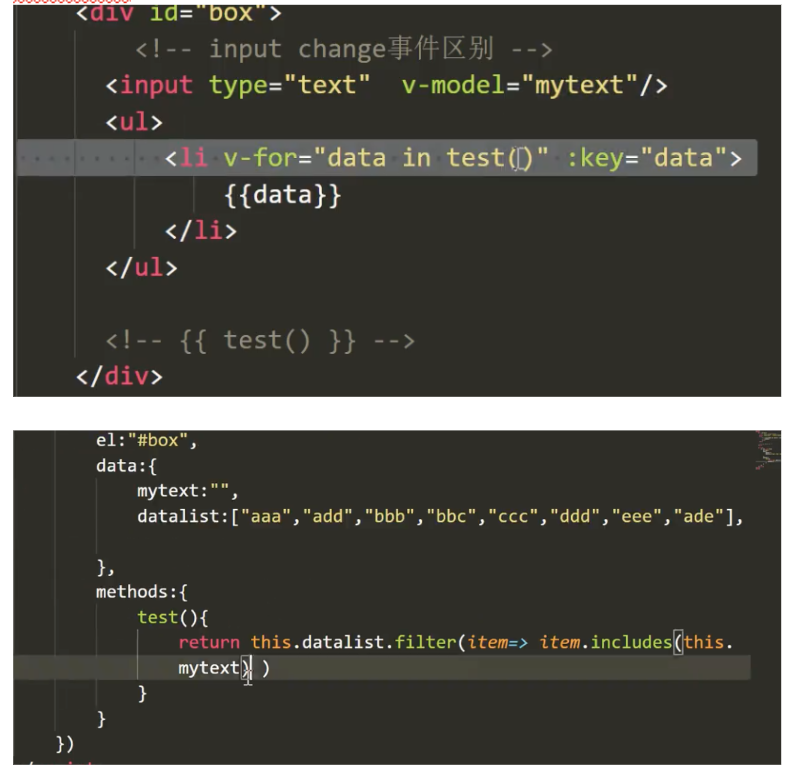 <div id="box">
<!-- input change事件区别 -->
<input type="text"  v-model="mytext"/>
<ul>
<li v-for="data in test()" :key="data">
{{data}}
</li>
</ul>
<!-- {{ test() }} -->
</div>
el:"#box",
data:{
mytext:"",
datalist:["aaa","add","bbb","bbc","ccc","ddd","eee","ade"],
},
methods:{
test(){
return this.datalist.filter(item=> item.includes(this.
mytext) )
}
}
})